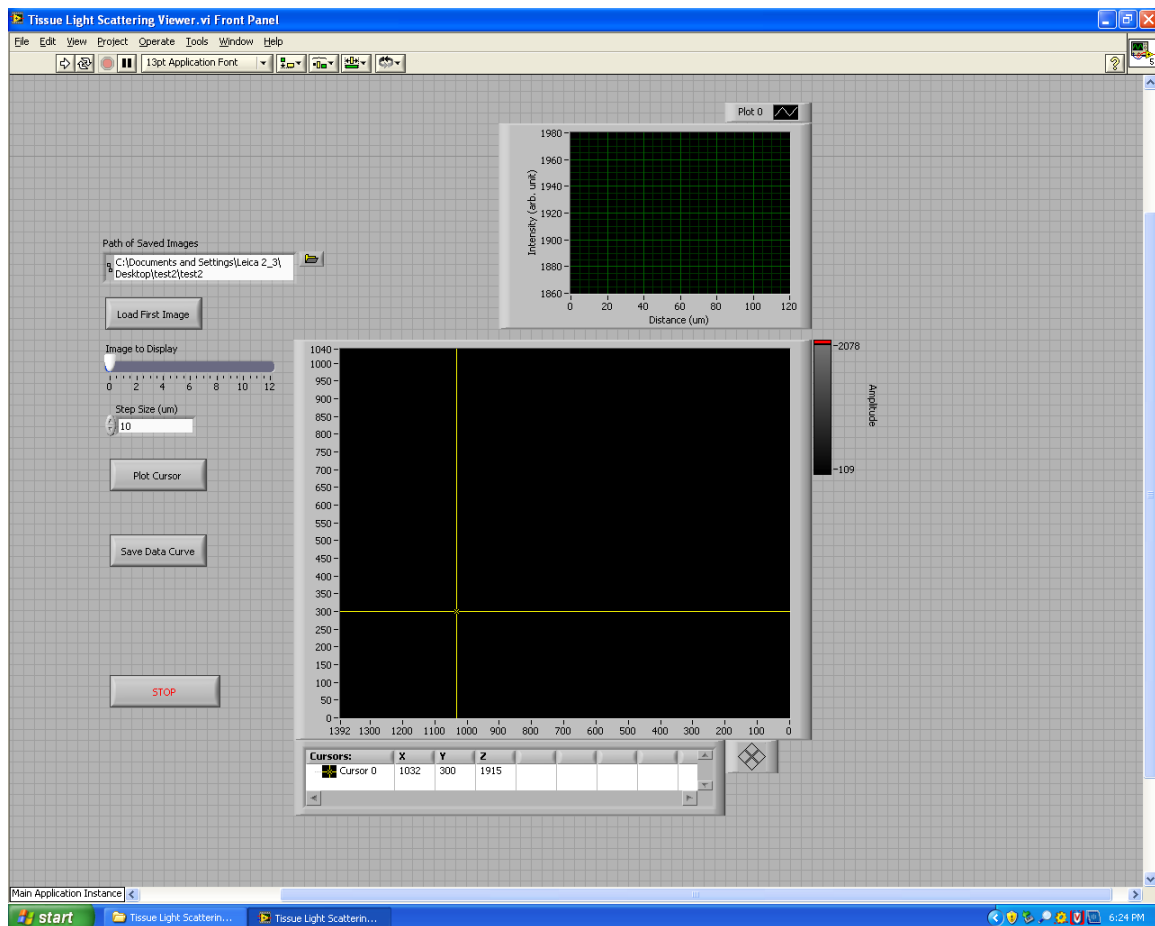 Tissue Light Scattering Viewer.vi Front Panel
File Edit View Project Operate Tools Window Help
13pt Application Font
?
5
Plot 0
1980
1960
1940
1920
1900
1880
1860
Intensity (arb. unit)
0 20 40 60 80 100 120
Distance (um)
Path of Saved Images
C:\Documents and Settings\Leica 2_3\
Desktop\test2\test2
Load First Image
Image to Display
0 2 4 6 8 10 12
Step Size (um)
10
Plot Cursor
Save Data Curve
STOP
1040
1000
950
900
850
800
750
700
650
600
550
500
450
400
350
300
250
200
150
100
50
0
1392 1300 1200 1100 1000 900 800 700 600 500 400 300 200 100 0
2078
109
Amplitude
Cursors: X Y Z
Cursor 0 1032 300 1915
Main Application Instance
start Tissue Light Scatterin... Tissue Light Scatterin... 6:24 PM